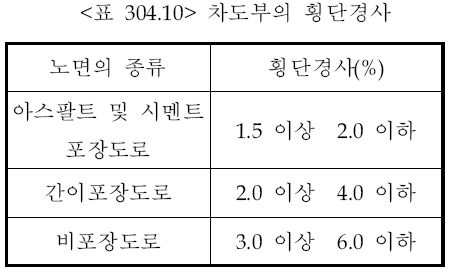 <표 304.10> 차도부의 횡단경사
노면의 종류 횡단경사(%)
아스팔트 및 시멘트
포장도로
1.5 이상 2.0 이하
간이포장도로 2.0 이상 4.0 이하
비포장도로 3.0 이상 6.0 이하